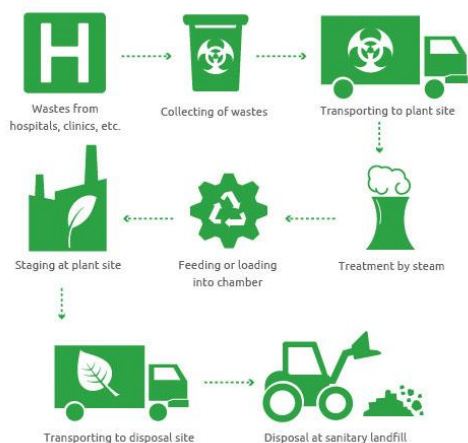 H
Wastes from
hospitals, clinics, etc.
Collecting of wastes
Transporting to plant site
Treatment by steam
Feeding or loading
into chamber
Staging at plant site
Transporting to disposal site
Disposal at sanitary landfill